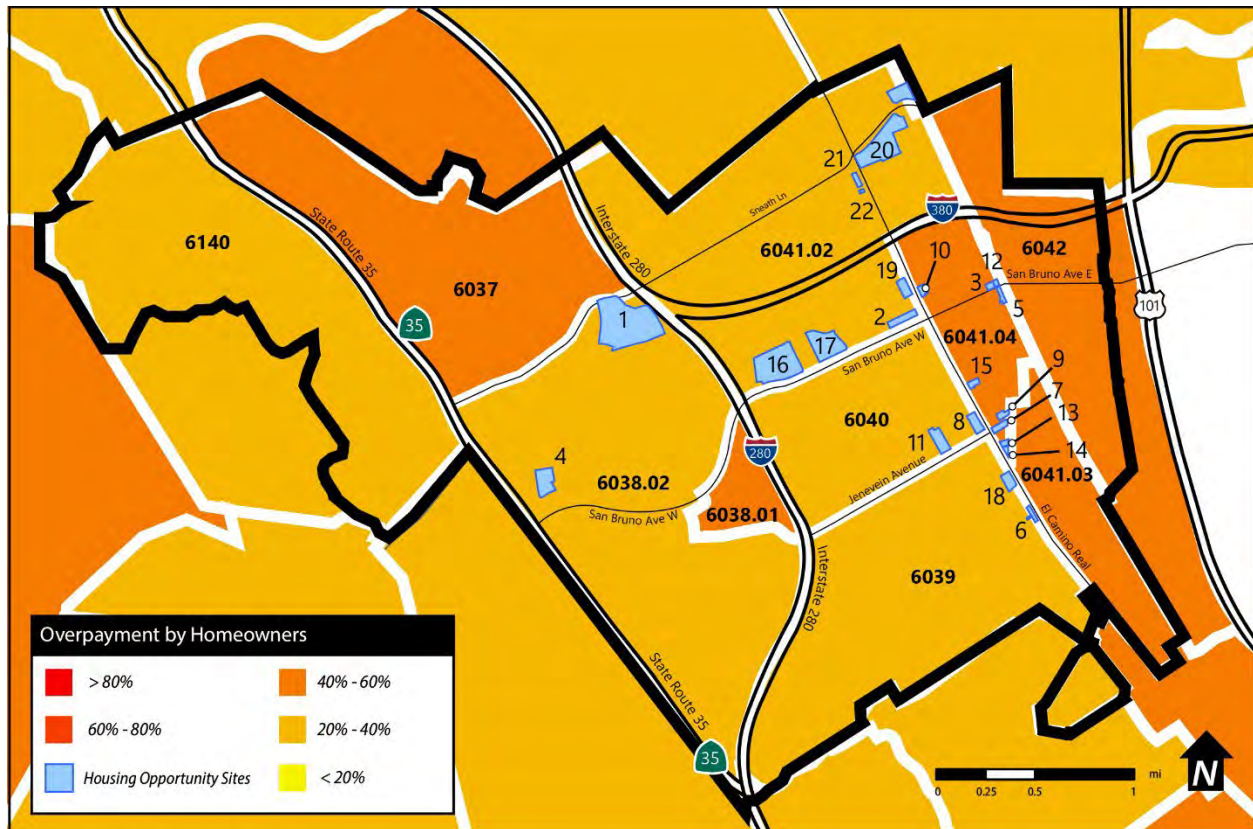 20
21
Sneath Ln
22
380
6140
State Route 35
Interstate 280
6041.02
10
12
6042
San Bruno Ave E
6037
19
3
5
101
35
1
2
6041.04
17
16
San Bruno Ave W
15
9
7
6040
8
13
11
14
4
280
Jenevein Avenue
6041.03
6038.02
18
San Bruno Ave W
6038.01
6
El Camino Real
Interstate 280
6039
Overpayment by Homeowners
> 80%
40% - 60%
60% - 80%
20% - 40%
Housing Opportunity Sites
< 20%
State Route 35
35
mi
0
0.25
0.5
1
N